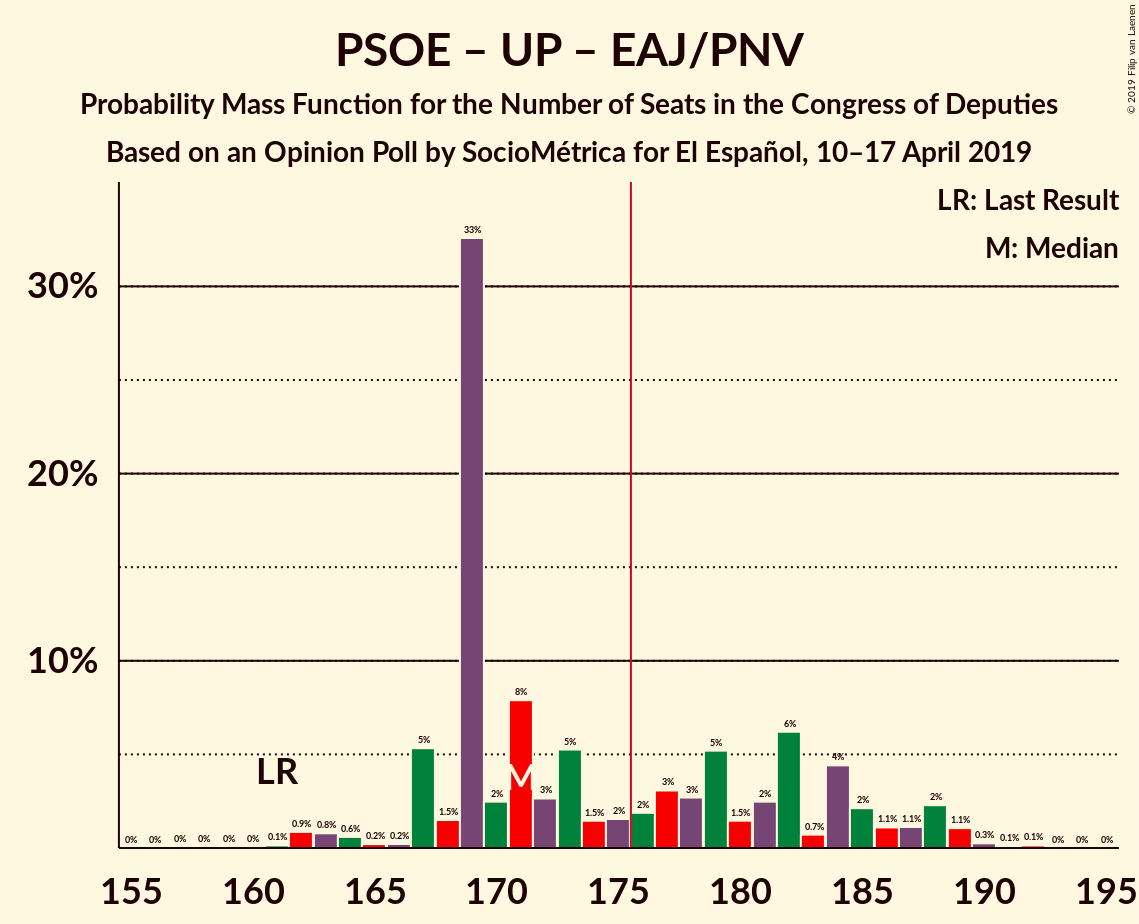 PSOE – UP – EAJ/PNV
Probability Mass Function for the Number of Seats in the Congress of Deputies
Based on an Opinion Poll by SocioMétrica for El Español, 10–17 April 2019
© 2019 Filip van Laenen
LR: Last Result
M: Median
30%
20%
10%
LR
M
0% 0% 0% 0% 0% 0% 0.1% 0.9% 0.8% 0.6% 0.2% 0.2% 5% 1.5% 33% 2% 8% 3% 5% 1.5% 2% 2% 3% 3% 5% 1.5% 2% 6% 0.7% 4% 2% 1.1% 1.1% 2% 1.1% 0.3% 0.1% 0.1% 0% 0% 0%
155 160 165 170 175 180 185 190 195